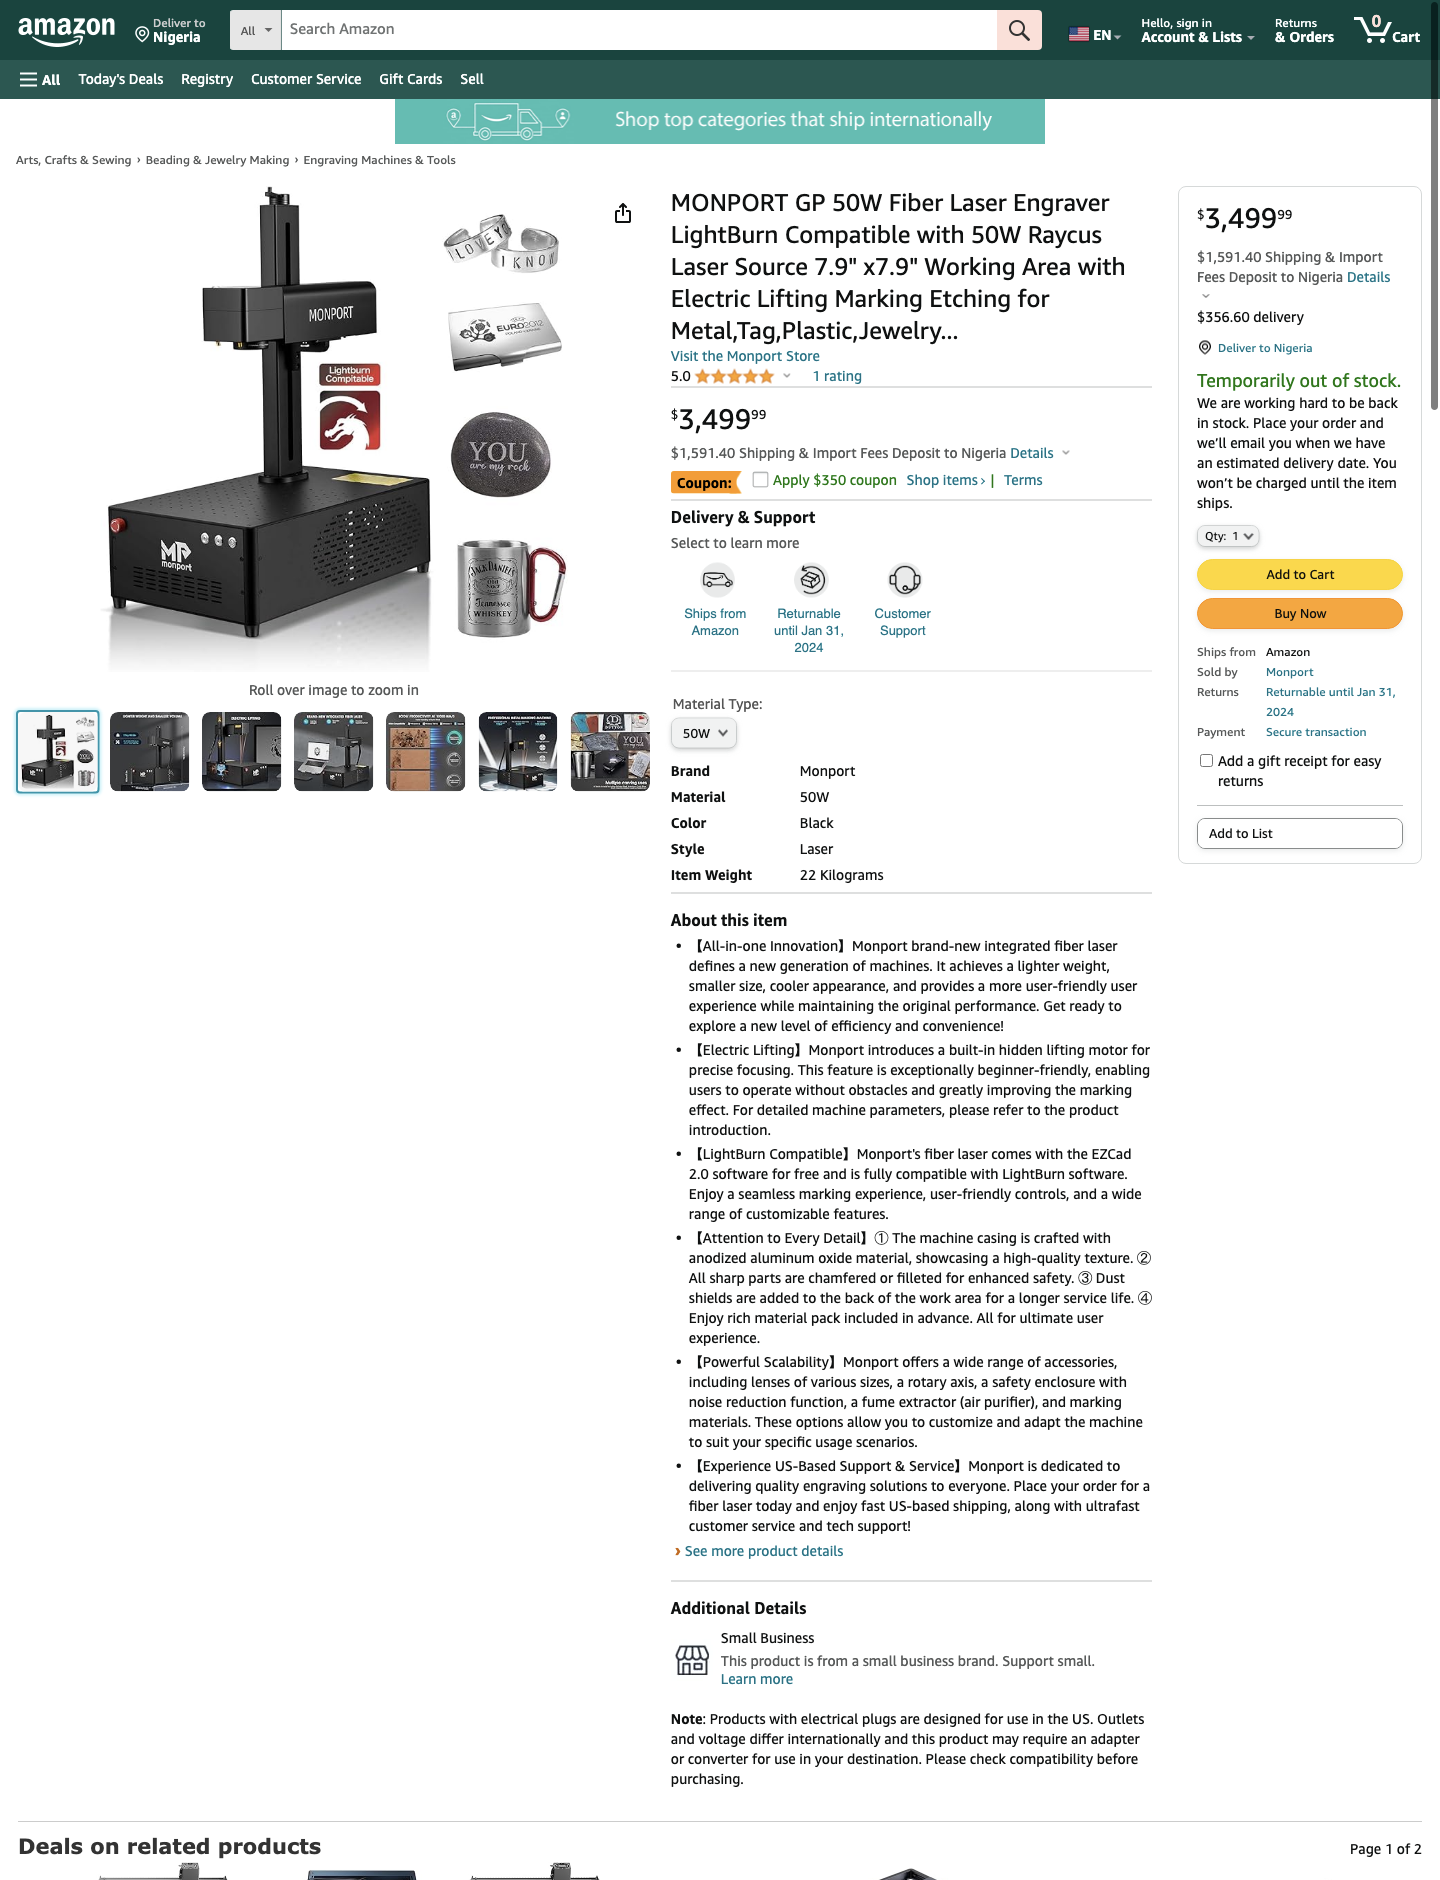 amazon
Deliver to
Nigeria
All
Search Amazon
EN
Hello, sign in
Account & Lists
Returns
& Orders
0
Cart
All
Today's Deals
Registry
Customer Service
Gift Cards
Sell
Shop top categories that ship internationally
Arts, Crafts & Sewing › Beading & Jewelry Making › Engraving Machines & Tools
MONPORT
Lightburn
Compitable
MP
monport
I LOVE YO
I KNOW
EURO2012
YOU
are my rock
JACK DANIEL'S
Tennessee
WHISKEY
Roll over image to zoom in
MONPORT GP 50W Fiber Laser Engraver
LightBurn Compatible with 50W Raycus
Laser Source 7.9" x7.9" Working Area with
Electric Lifting Marking Etching for
Metal,Tag,Plastic,Jewelry...
Visit the Monport Store
5.0
1 rating
$3,499 99
$1,591.40 Shipping & Import Fees Deposit to Nigeria Details
Coupon:
Apply $350 coupon Shop items › | Terms
Delivery & Support
Select to learn more
Ships from
Amazon
Returnable
until Jan 31,
2024
Customer
Support
Material Type:
50W
Brand Monport
Material 50W
Color Black
Style Laser
Item Weight 22 Kilograms
About this item
• 【All-in-one Innovation】Monport brand-new integrated fiber laser
defines a new generation of machines. It achieves a lighter weight,
smaller size, cooler appearance, and provides a more user-friendly user
experience while maintaining the original performance. Get ready to
explore a new level of efficiency and convenience!
• 【Electric Lifting】Monport introduces a built-in hidden lifting motor for
precise focusing. This feature is exceptionally beginner-friendly, enabling
users to operate without obstacles and greatly improving the marking
effect. For detailed machine parameters, please refer to the product
introduction.
• 【LightBurn Compatible】Monport's fiber laser comes with the EZCad
2.0 software for free and is fully compatible with LightBurn software.
Enjoy a seamless marking experience, user-friendly controls, and a wide
range of customizable features.
• 【Attention to Every Detail】① The machine casing is crafted with
anodized aluminum oxide material, showcasing a high-quality texture. ②
All sharp parts are chamfered or filleted for enhanced safety. ③ Dust
shields are added to the back of the work area for a longer service life. ④
Enjoy rich material pack included in advance. All for ultimate user
experience.
• 【Powerful Scalability】Monport offers a wide range of accessories,
including lenses of various sizes, a rotary axis, a safety enclosure with
noise reduction function, a fume extractor (air purifier), and marking
materials. These options allow you to customize and adapt the machine
to suit your specific usage scenarios.
• 【Experience US-Based Support & Service】Monport is dedicated to
delivering quality engraving solutions to everyone. Place your order for a
fiber laser today and enjoy fast US-based shipping, along with ultrafast
customer service and tech support!
› See more product details
Additional Details
Small Business
This product is from a small business brand. Support small.
Learn more
Note: Products with electrical plugs are designed for use in the US. Outlets
and voltage differ internationally and this product may require an adapter
or converter for use in your destination. Please check compatibility before
purchasing.
$3,499 99
$1,591.40 Shipping & Import
Fees Deposit to Nigeria Details
$356.60 delivery
Deliver to Nigeria
Temporarily out of stock.
We are working hard to be back
in stock. Place your order and
we'll email you when we have
an estimated delivery date. You
won't be charged until the item
ships.
Qty: 1
Add to Cart
Buy Now
Ships from Amazon
Sold by Monport
Returns Returnable until Jan 31,
2024
Payment Secure transaction
Add a gift receipt for easy
returns
Add to List
Deals on related products
Page 1 of 2